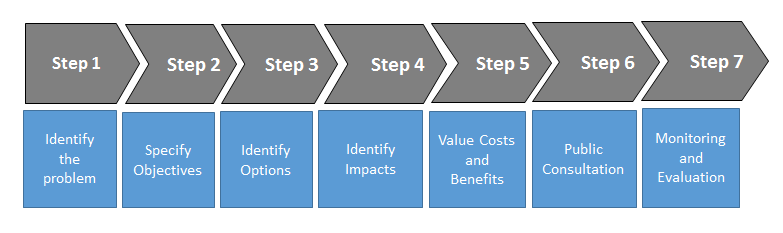 Step 1
Step 2
Step 3
Step 4
Step 5
Step 6
Step 7
Identify
the
problem
Specify
Objectives
Identify
Options
Identify
Impacts
Value Costs
and
Benefits
Public
Consultation
Monitoring
and
Evaluation